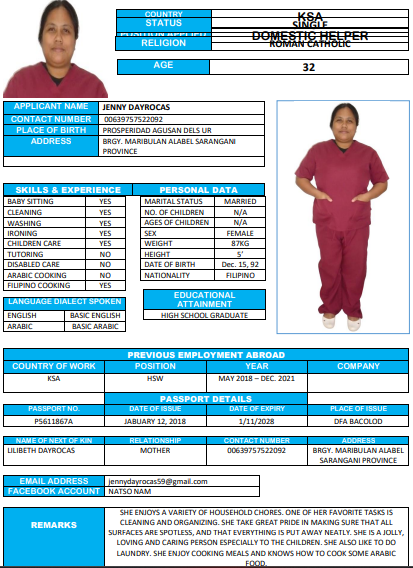 COUNTRY KSA
STATUS SINGLE
POSITION APPLIED DOMESTIC HELPER
RELIGION ROMAN CATHOLIC
AGE 32
APPLICANT NAME JENNY DAYROCAS
CONTACT NUMBER 00639757522092
PLACE OF BIRTH PROSPERIDAD AGUSAN DELS UR
ADDRESS BRGY. MARIBULAN ALABEL SARANGANI
PROVINCE
SKILLS & EXPERIENCE
BABY SITTING YES
CLEANING YES
WASHING YES
IRONING YES
CHILDREN CARE YES
TUTORING NO
DISABLED CARE NO
ARABIC COOKING NO
FILIPINO COOKING YES
PERSONAL DATA
MARITAL STATUS MARRIED
NO. OF CHILDREN N/A
AGES OF CHILDREN N/A
SEX FEMALE
WEIGHT 87KG
HEIGHT 5'
DATE OF BIRTH Dec. 15, 92
NATIONALITY FILIPINO
LANGUAGE DIALECT SPOKEN
ENGLISH BASIC ENGLISH
ARABIC BASIC ARABIC
EDUCATIONAL
ATTAINMENT
HIGH SCHOOL GRADUATE
PREVIOUS EMPLOYMENT ABROAD
COUNTRY OF WORK POSITION YEAR COMPANY
KSA HSW MAY 2018 – DEC. 2021
PASSPORT DETAILS
PASSPORT NO. DATE OF ISSUE DATE OF EXPIRY PLACE OF ISSUE
P5611867A JABUARY 12, 2018 1/11/2028 DFA BACOLOD
NAME OF NEXT OF KIN RELATIONSHIP CONTACT NUMBER ADDRESS
LILIBETH DAYROCAS MOTHER 00639757522092 BRGY. MARIBULAN ALABEL
SARANGANI PROVINCE
EMAIL ADDRESS jennydayrocas59@gmail.com
FACEBOOK ACCOUNT NATSO NAM
REMARKS
SHE ENJOYS A VARIETY OF HOUSEHOLD CHORES. ONE OF HER FAVORITE TASKS IS
CLEANING AND ORGANIZING. SHE TAKE GREAT PRIDE IN MAKING SURE THAT ALL
SURFACES ARE SPOTLESS, AND THAT EVERYTHING IS PUT AWAY NEATLY. SHE IS A JOLLY,
LOVING AND CARING PERSON ESPECIALLY TO THE CHILDREN. SHE ALSO LIKE TO DO
LAUNDRY. SHE ENJOY COOKING MEALS AND KNOWS HOW TO COOK SOME ARABIC
FOOD.